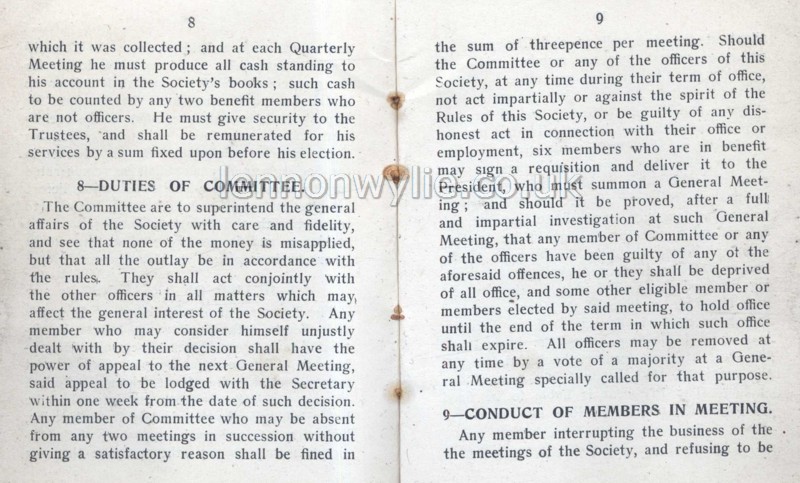 8
which it was collected ; and at each Quarterly
Meeting he must produce all cash standing to
his account in the Society's books ; such cash
to be counted by any two benefit members who
are not officers. He must give security to the
Trustees, and shall be remunerated for his
services by a sum fixed upon before his election.
8—DUTIES OF COMMITTEE.
The Committee are to superintend the general
affairs of the Society with care and fidelity,
and see that none of the money is misapplied,
but that all the outlay be in accordance with
the rules. They shall act conjointly with
the other officers in all matters which may
affect the general interest of the Society. Any
member who may consider himself unjustly
dealt with by their decision shall have the
power of appeal to the next General Meeting,
said appeal to be lodged with the Secretary
within one week from the date of such decision.
Any member of Committee who may be absent
from any two meetings in succession without
giving a satisfactory reason shall be fined in
9
the sum of threepence per meeting. Should
the Committee or any of the officers of this
Society, at any time during their term of office,
not act impartially or against the spirit of the
Rules of this Society, or be guilty of any dis-
honest act in connection with their office or
employment, six members who are in benefit
may sign a requisition and deliver it to the
President, who must summon a General Meet-
ing ; and should it be proved, after a full
and impartial investigation at such General
Meeting, that any member of Committee or any
of the officers have been guilty of any of the
aforesaid offences, he or they shall be deprived
of all office, and some other eligible member or
members elected by said meeting, to hold office
until the end of the term in which such office
shall expire. All officers may be removed at
any time by a vote of a majority at a Gene-
ral Meeting specially called for that purpose.
9—CONDUCT OF MEMBERS IN MEETING.
Any member interrupting the business of the
the meetings of the Society, and refusing to be
lennonwylie.co.uk